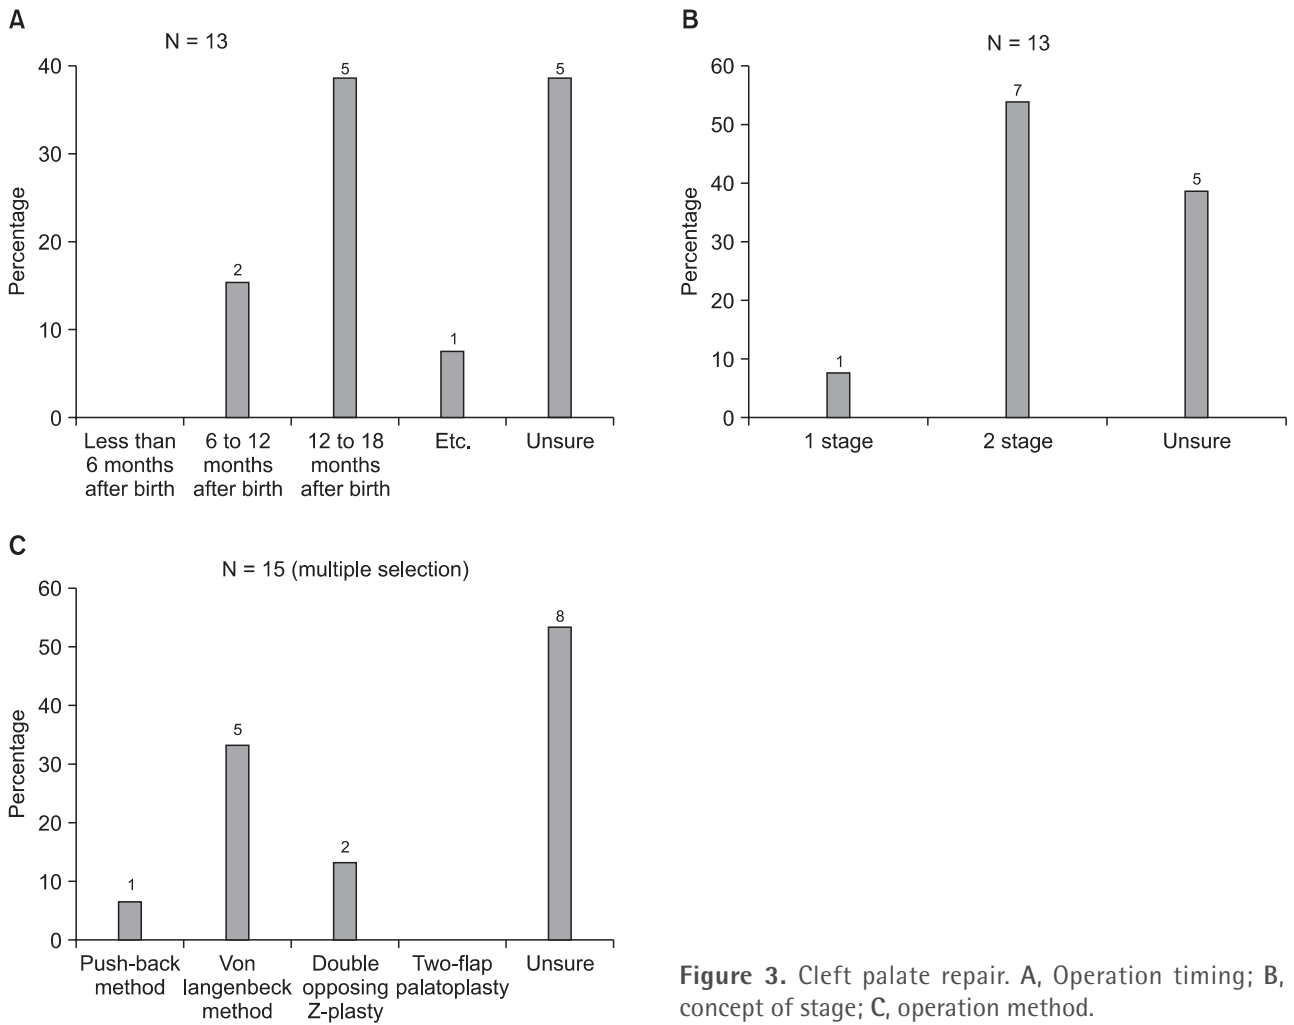 A
N = 13
Percentage
40
30
20
10
0
5
5
2
1
Less than
6 months
after birth
6 to 12
months
after birth
12 to 18
months
after birth
Etc.
Unsure
B
N = 13
Percentage
60
50
40
30
20
10
0
1
7
5
1 stage
2 stage
Unsure
C
N = 15 (multiple selection)
Percentage
60
50
40
30
20
10
0
1
5
2
8
Push-back
method
Von
langenbeck
method
Double
opposing
Z-plasty
Two-flap
palatoplasty
Unsure
Figure 3. Cleft palate repair. A, Operation timing; B,
concept of stage; C, operation method.